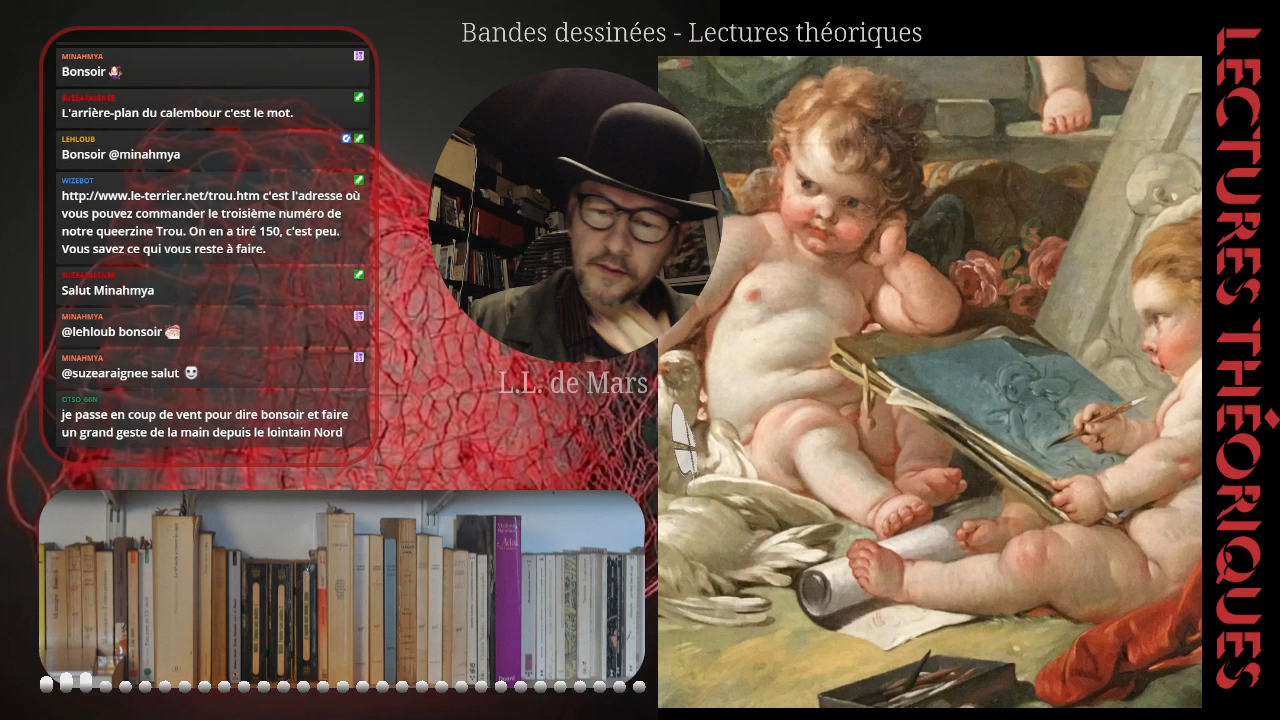 Bandes dessinées - Lectures théoriques
MINAHMYA
Bonsoir
SUZEARAIGNEE
L'arrière-plan du calembour c'est le mot.
LEHLOUB
Bonsoir @minahmya
WIZEBOT
http://www.le-terrier.net/trou.htm c'est l'adresse où
vous pouvez commander le troisième numéro de
notre queerzine Trou. On en a tiré 150, c'est peu.
Vous savez ce qui vous reste à faire.
SUZEARAIGNEE
Salut Minahmya
MINAHMYA
@lehloub bonsoir
MINAHMYA
@suzearaignee salut
OTSO_66N
je passe en coup de vent pour dire bonsoir et faire
un grand geste de la main depuis le lointain Nord
L.L. de Mars
LECTURES THÉORIQUES